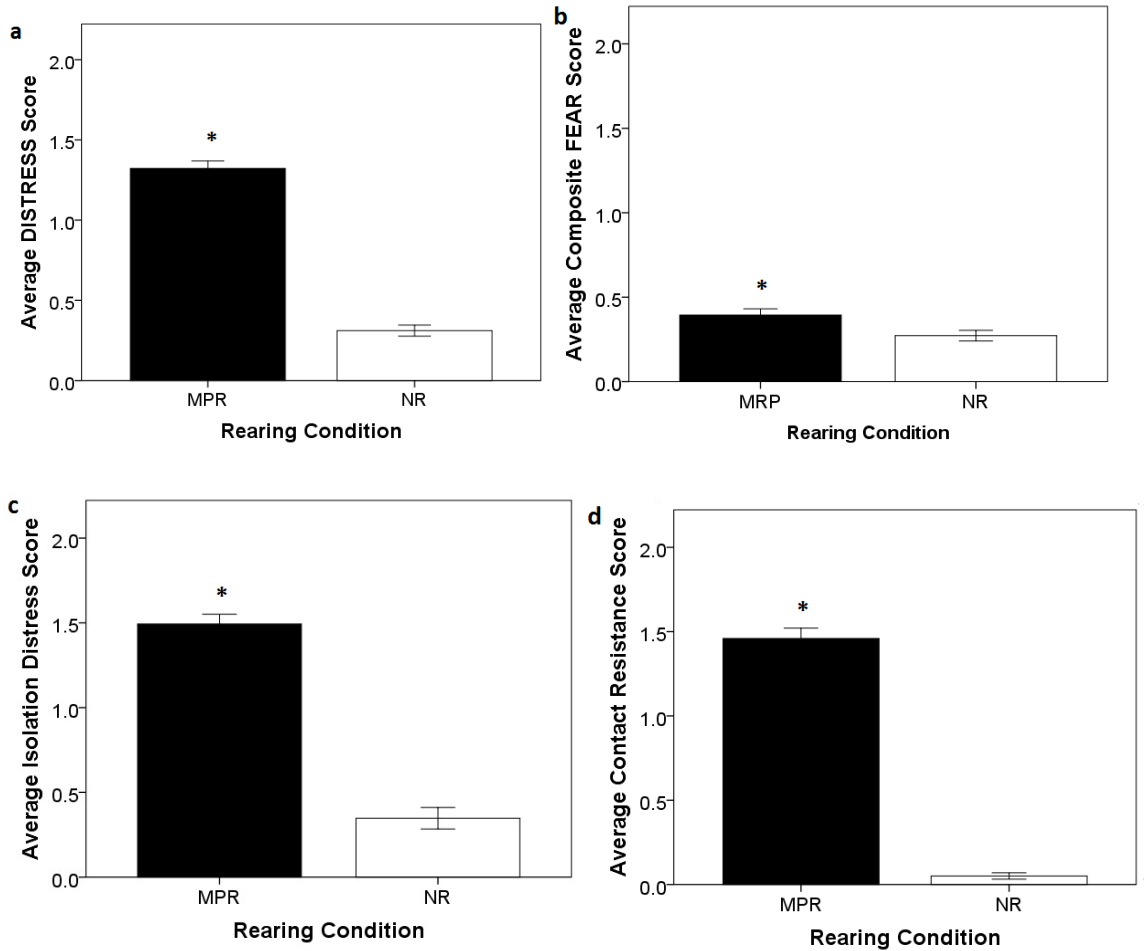 a
Average DISTRESS Score
2.0
1.5
*
1.0
0.5
0.0
MPR NR
Rearing Condition
b
Average Composite FEAR Score
2.0
1.5
1.0
0.5
*
0.0
MRP NR
Rearing Condition
c
Average Isolation Distress Score
2.0
*
1.5
1.0
0.5
0.0
MPR NR
Rearing Condition
d
Average Contact Resistance Score
2.0
*
1.5
1.0
0.5
0.0
MPR NR
Rearing Condition